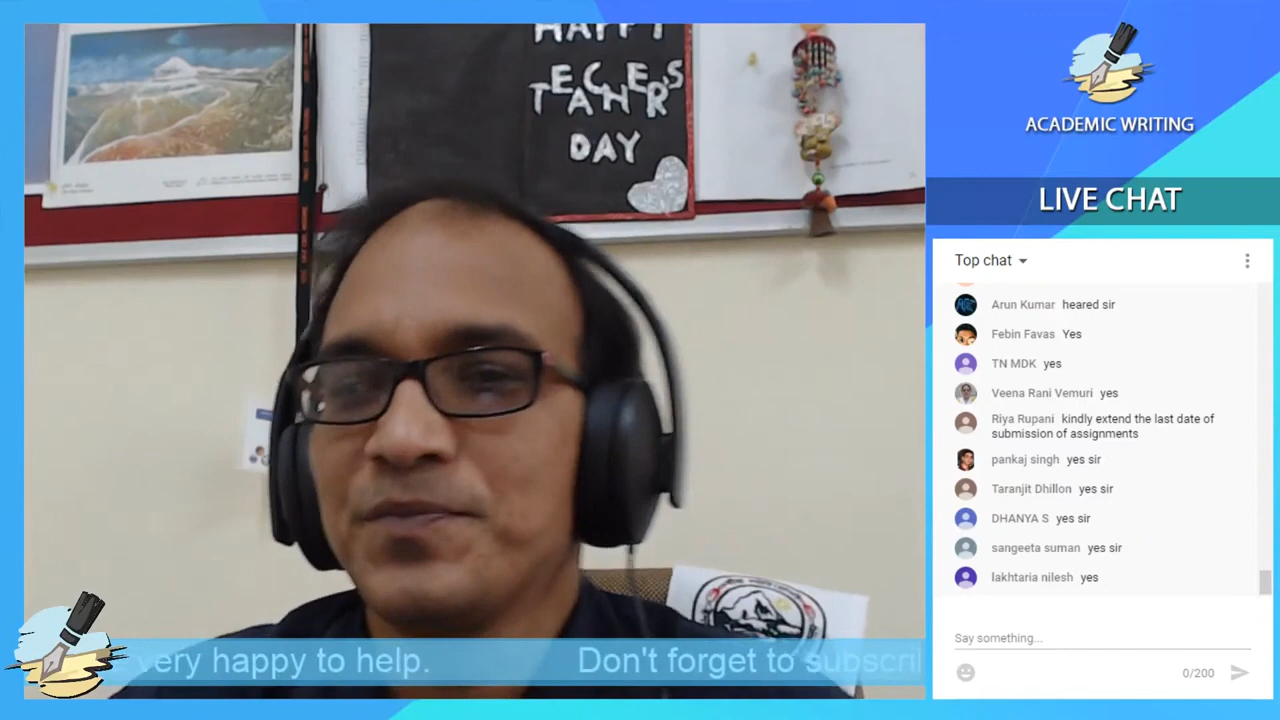 HAPPY
TEACHER'S
DAY
very happy to help.
Don't forget to subscri
ACADEMIC WRITING
LIVE CHAT
Top chat
Arun Kumar heared sir
Febin Favas Yes
TN MDK yes
Veena Rani Vemuri yes
Riya Rupani kindly extend the last date of
submission of assignments
pankaj singh yes sir
Taranjit Dhillon yes sir
DHANYA S yes sir
sangeeta suman yes sir
lakhtaria nilesh yes
Say something...
0/200